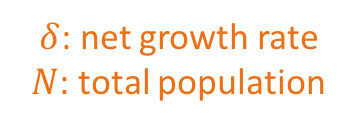 𝛿: net growth rate
𝑁: total population